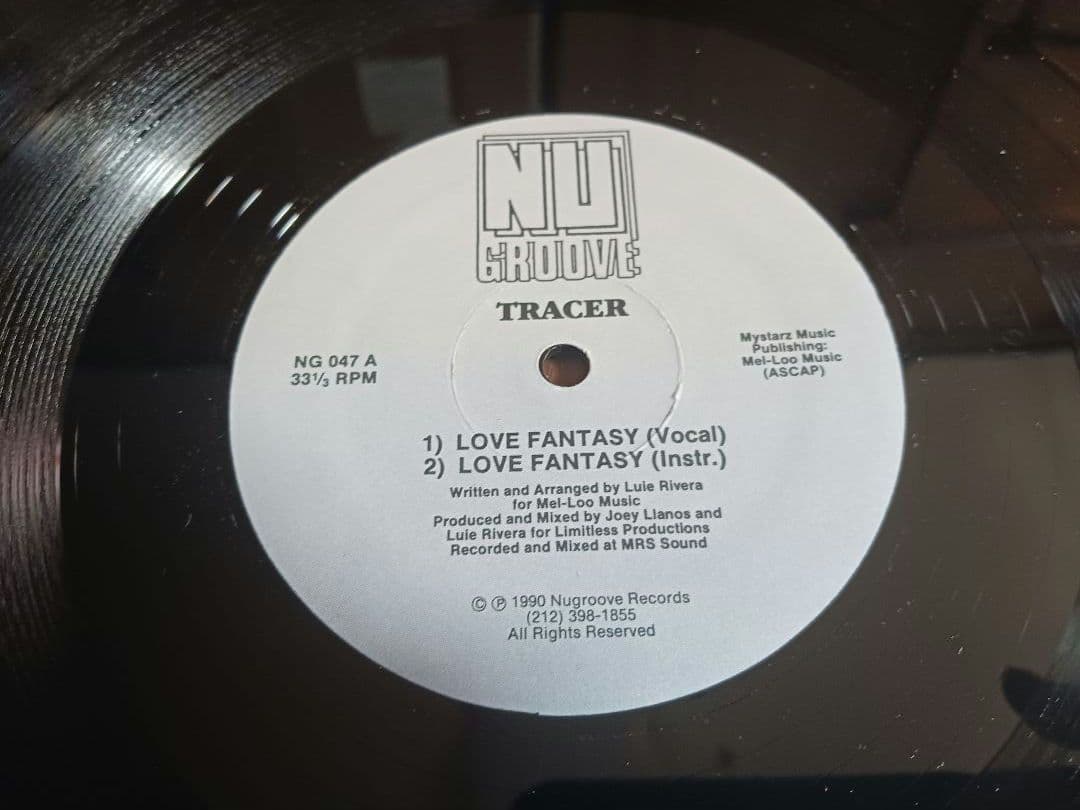 NU
GROOVE
TRACER
NG 047 A
33⅓ RPM
Mystarz Music
Publishing:
Mel-Loo Music
(ASCAP)
1) LOVE FANTASY (Vocal)
2) LOVE FANTASY (Instr.)
Written and Arranged by Luie Rivera
for Mel-Loo Music
Produced and Mixed by Joey Llanos and
Luie Rivera for Limitless Productions
Recorded and Mixed at MRS Sound
© ℗ 1990 Nugroove Records
(212) 398-1855
All Rights Reserved